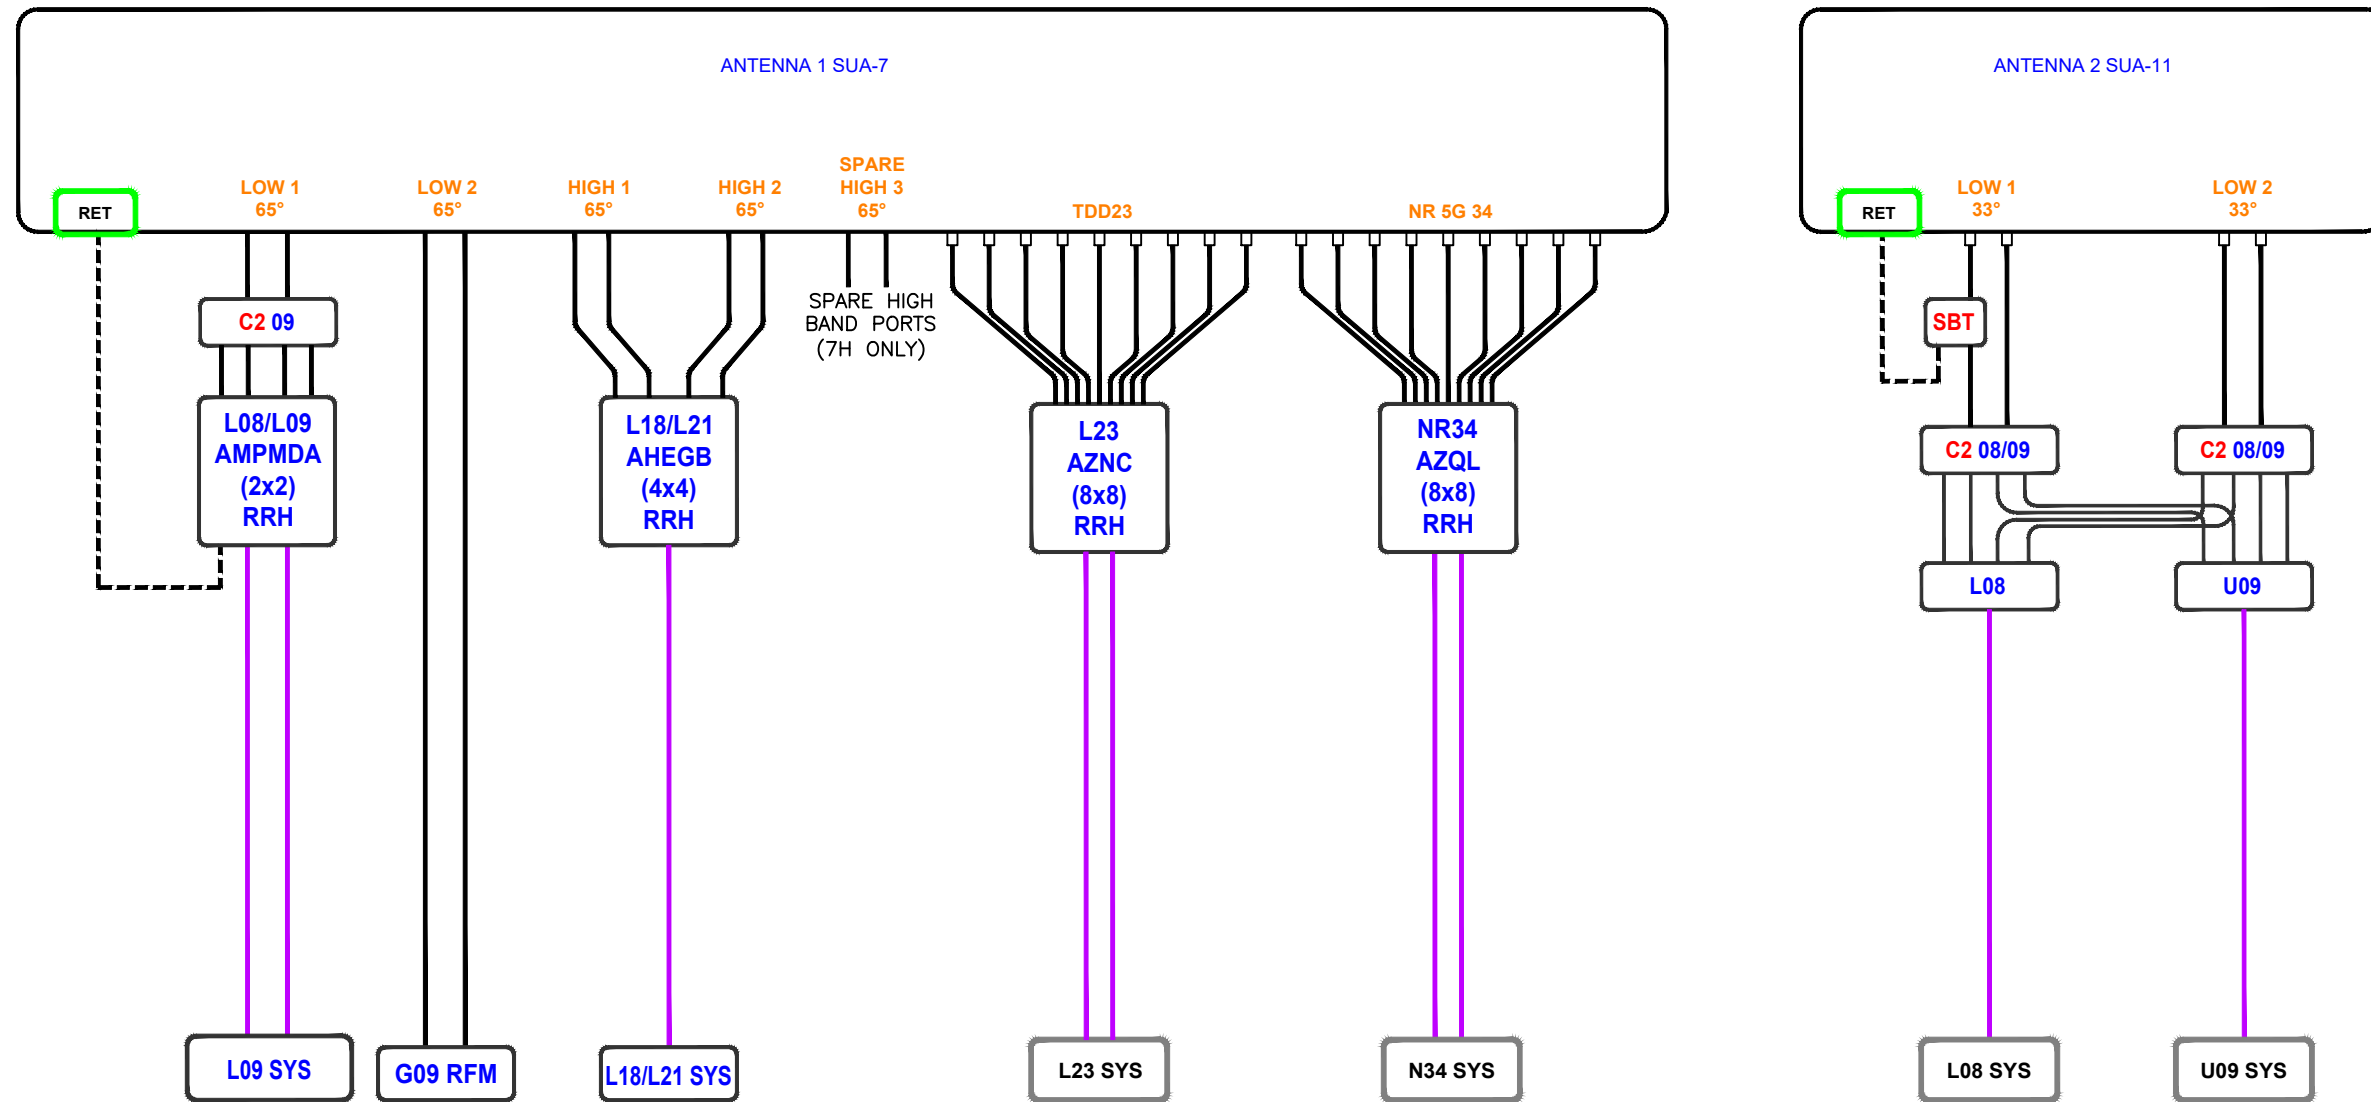 ANTENNA 1 SUA-7
ANTENNA 2 SUA-11
RET
LOW 1
65°
LOW 2
65°
HIGH 1
65°
HIGH 2
65°
SPARE
HIGH 3
65°
TDD23
NR 5G 34
RET
LOW 1
33°
LOW 2
33°
C2 09
SPARE HIGH
BAND PORTS
(7H ONLY)
SBT
L08/L09
AMPMDA
(2x2)
RRH
L18/L21
AHEGB
(4x4)
RRH
L23
AZNC
(8x8)
RRH
NR34
AZQL
(8x8)
RRH
C2 08/09
C2 08/09
L08
U09
L09 SYS
G09 RFM
L18/L21 SYS
L23 SYS
N34 SYS
L08 SYS
U09 SYS